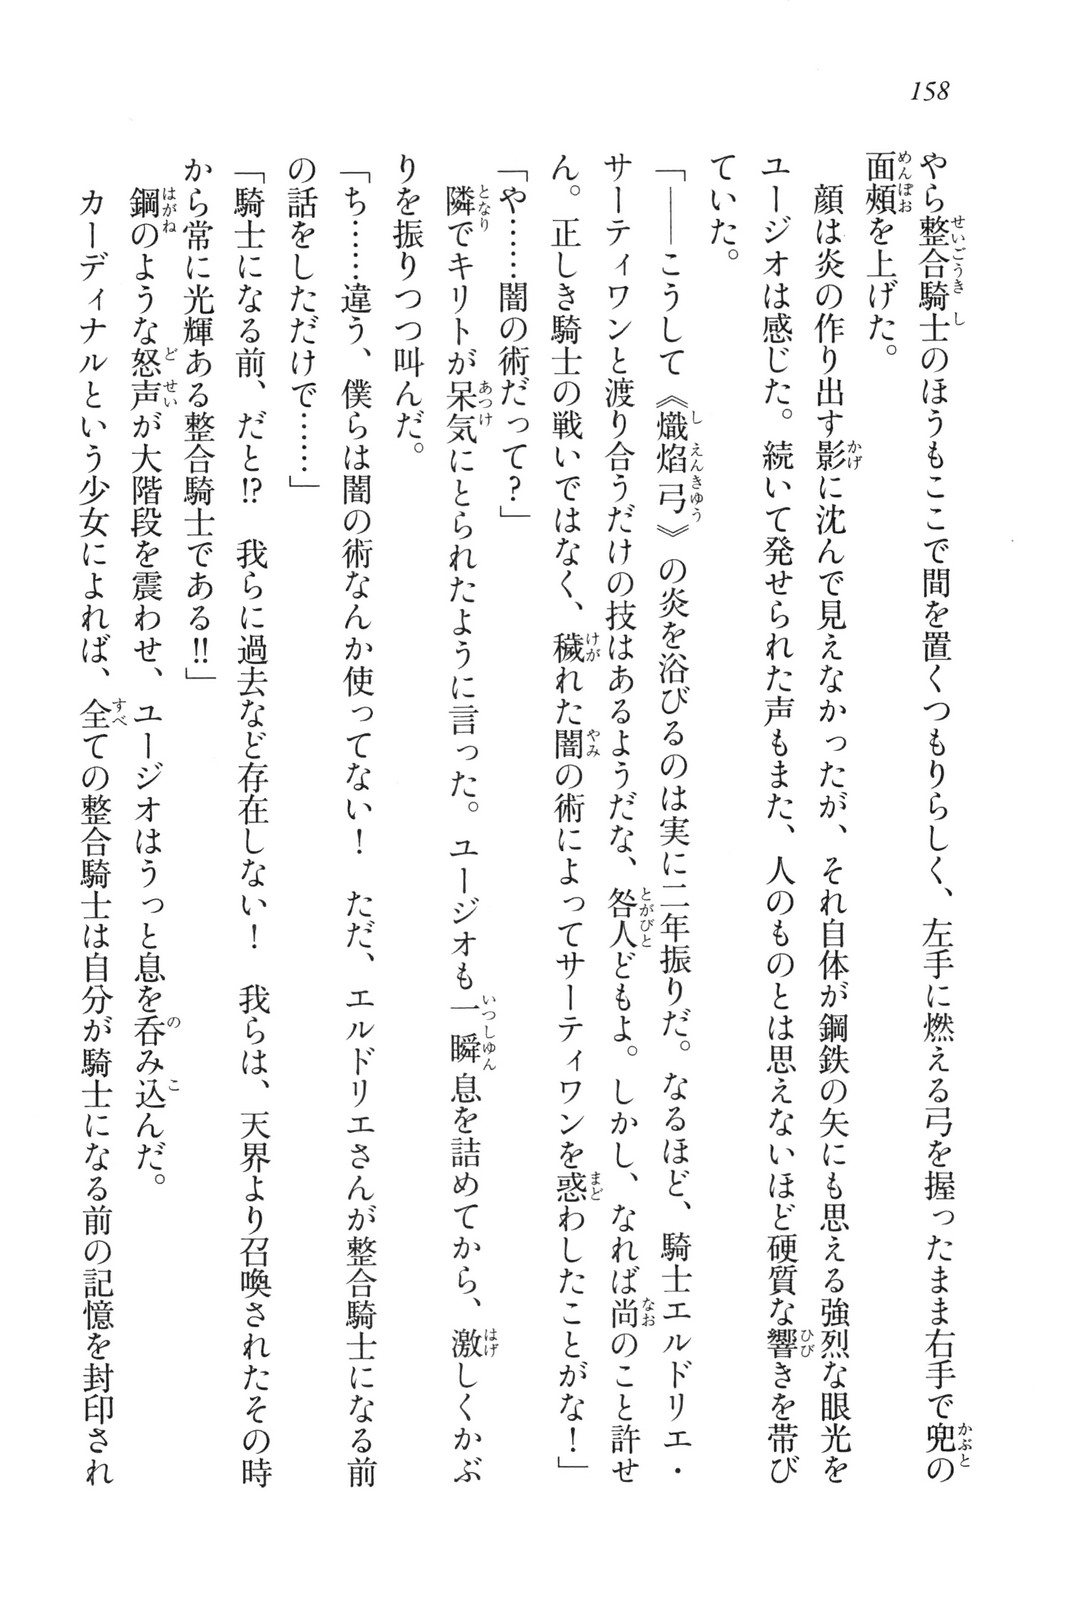 158
やら整合騎士のほうもここで間を置くつもりらしく、左手に燃える弓を握ったまま右手で兜の
面頰を上げた。
　顔は炎の作り出す影に沈んで見えなかったが、それ自体が鋼鉄の矢にも思える強烈な眼光を
ユージオは感じた。続いて発せられた声もまた、人のものとは思えないほど硬質な響きを帯び
ていた。
「――こうして《熾焰弓》の炎を浴びるのは実に二年振りだ。なるほど、騎士エルドリエ・
サーティワンと渡り合うだけの技はあるようだな、咎人どもよ。しかし、なれば尚のこと許せ
ん。正しき騎士の戦いではなく、穢れた闇の術によってサーティワンを惑わしたことがな！」
「や……闇の術だって？」
　隣でキリトが呆気にとられたように言った。ユージオも一瞬息を詰めてから、激しくかぶ
りを振りつつ叫んだ。
「ち……違う、僕らは闇の術なんか使ってない！　ただ、エルドリエさんが整合騎士になる前
の話をしただけで……」
「騎士になる前、だと!?　我らに過去など存在しない！　我らは、天界より召喚されたその時
から常に光輝ある整合騎士である!!」
　鋼のような怒声が大階段を震わせ、ユージオはうっと息を呑み込んだ。
　カーディナルという少女によれば、全ての整合騎士は自分が騎士になる前の記憶を封印され